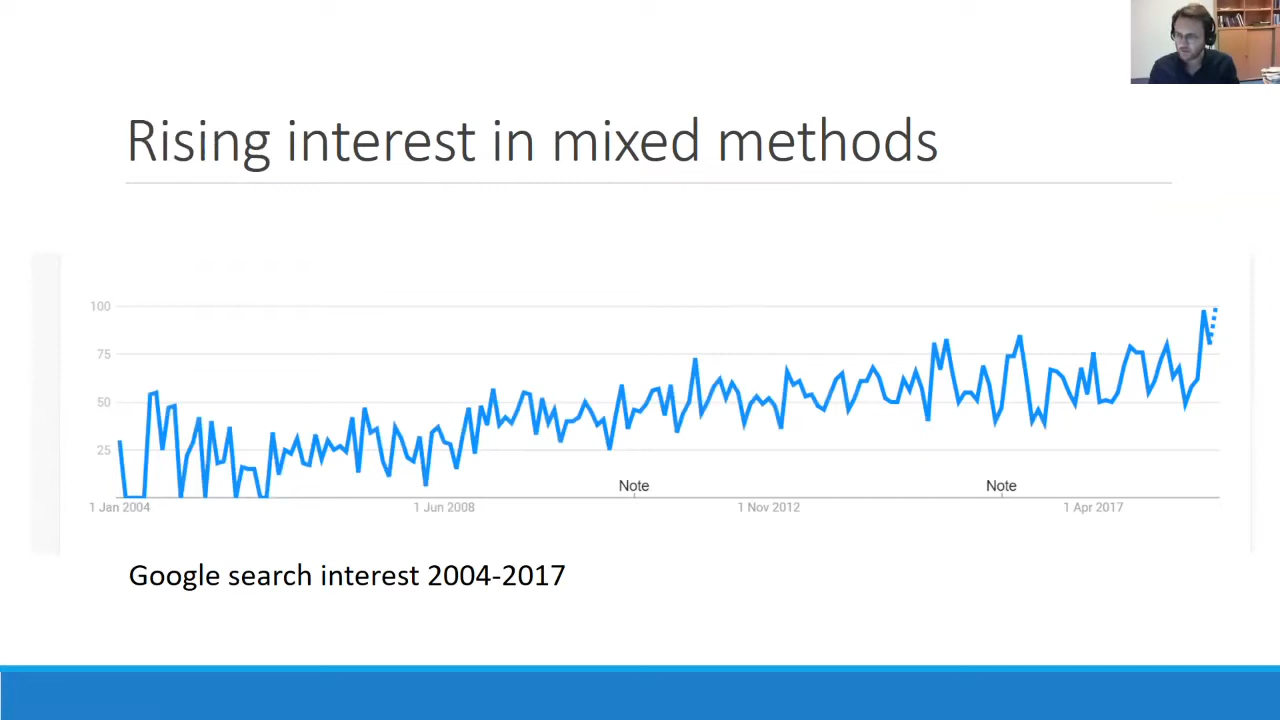 Rising interest in mixed methods
100
75
50
25
Note Note
1 Jan 2004 1 Jun 2008 1 Nov 2012 1 Apr 2017
Google search interest 2004-2017